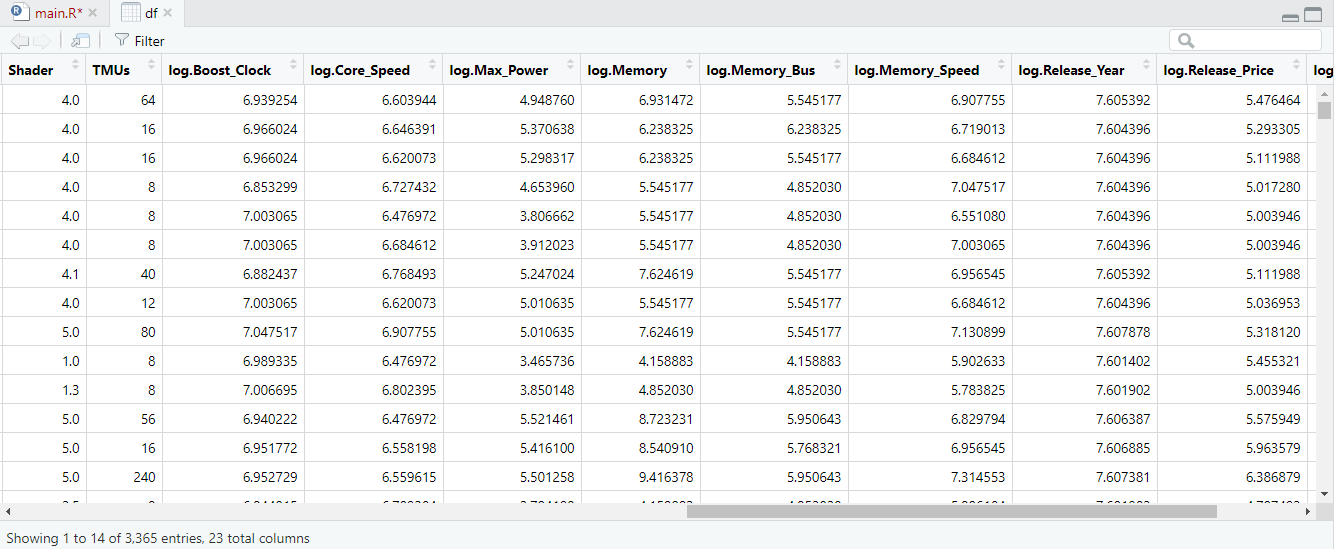 main.R* df
Filter
Shader TMUs log.Boost_Clock log.Core_Speed log.Max_Power log.Memory log.Memory_Bus log.Memory_Speed log.Release_Year log.Release_Price log
4.0 64 6.939254 6.603944 4.948760 6.931472 5.545177 6.907755 7.605392 5.476464
4.0 16 6.966024 6.646391 5.370638 6.238325 6.238325 6.719013 7.604396 5.293305
4.0 16 6.966024 6.620073 5.298317 6.238325 5.545177 6.684612 7.604396 5.111988
4.0 8 6.853299 6.727432 4.653960 5.545177 4.852030 7.047517 7.604396 5.017280
4.0 8 7.003065 6.476972 3.806662 5.545177 4.852030 6.551080 7.604396 5.003946
4.0 8 7.003065 6.684612 3.912023 5.545177 4.852030 7.003065 7.604396 5.003946
4.1 40 6.882437 6.768493 5.247024 7.624619 5.545177 6.956545 7.605392 5.111988
4.0 12 7.003065 6.620073 5.010635 5.545177 5.545177 6.684612 7.604396 5.036953
5.0 80 7.047517 6.907755 5.010635 7.624619 5.545177 7.130899 7.607878 5.318120
1.0 8 6.989335 6.476972 3.465736 4.158883 4.158883 5.902633 7.601402 5.455321
1.3 8 7.006695 6.802395 3.850148 4.852030 4.852030 5.783825 7.601902 5.003946
5.0 56 6.940222 6.476972 5.521461 8.723231 5.950643 6.829794 7.606387 5.575949
5.0 16 6.951772 6.558198 5.416100 8.540910 5.768321 6.956545 7.606885 5.963579
5.0 240 6.952729 6.559615 5.501258 9.416378 5.950643 7.314553 7.607381 6.386879
Showing 1 to 14 of 3,365 entries, 23 total columns